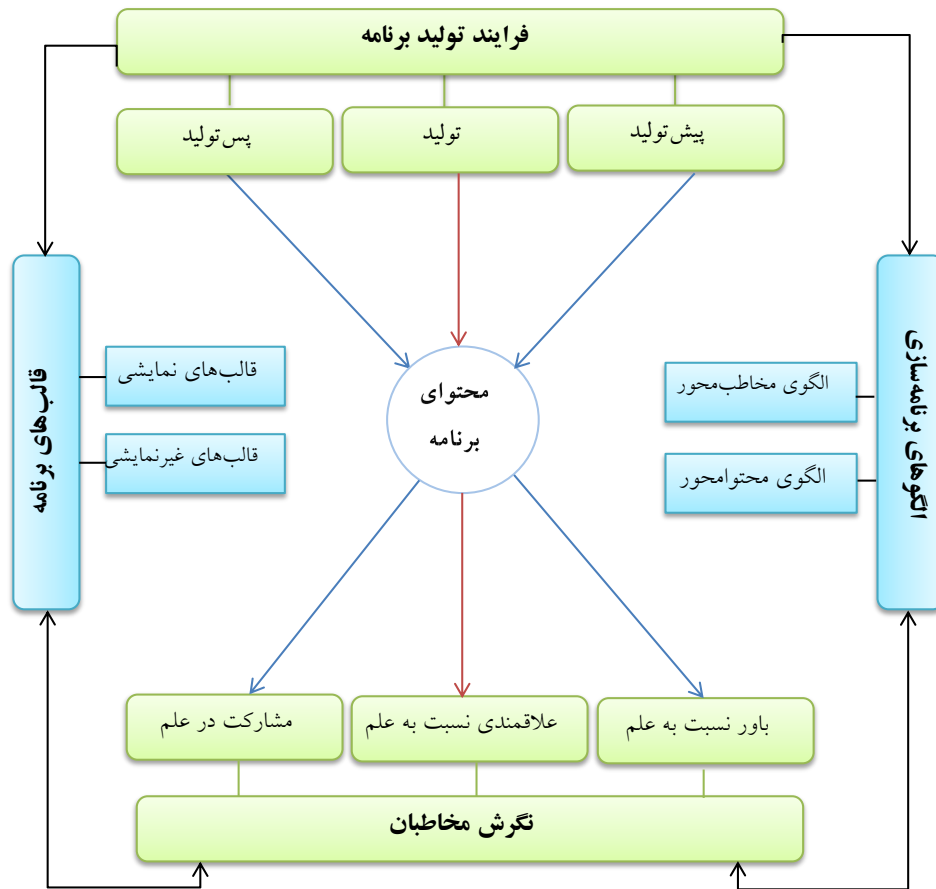 فرایند تولید برنامه
پیش‌تولید
تولید
پس‌تولید
الگوهای برنامه‌سازی
الگوی مخاطب‌محور
الگوی محتوامحور
محتوای
برنامه
قالب‌های نمایشی
قالب‌های غیرنمایشی
قالب‌های برنامه
باور نسبت به علم
علاقمندی نسبت به علم
مشارکت در علم
نگرش مخاطبان